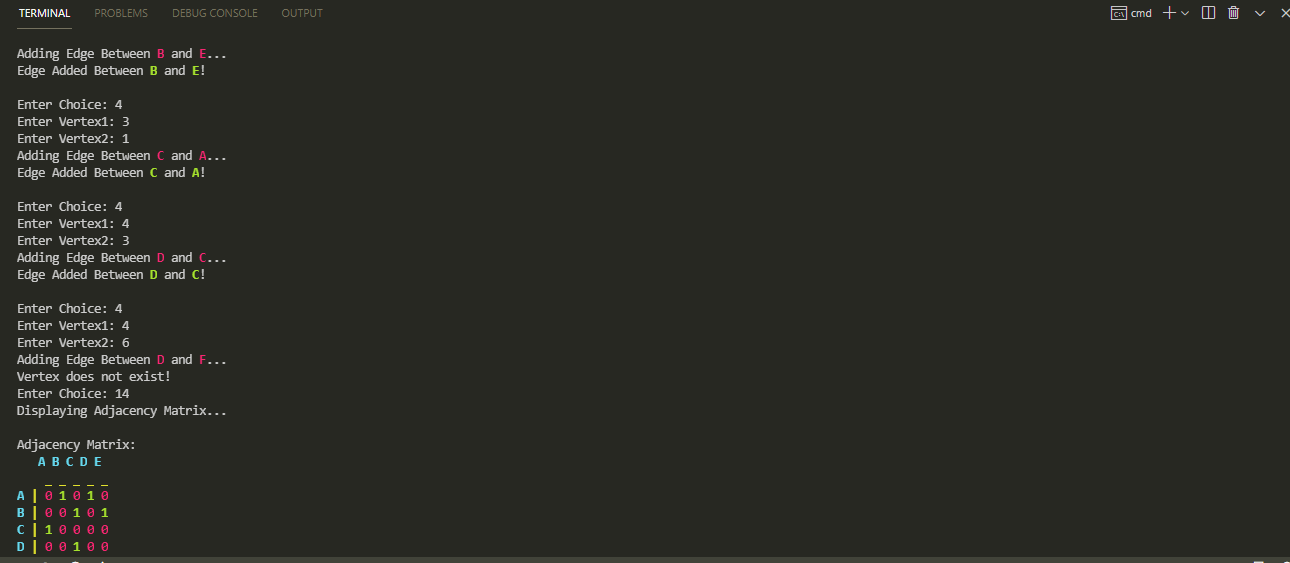 TERMINAL PROBLEMS DEBUG CONSOLE OUTPUT cmd
Adding Edge Between B and E...
Edge Added Between B and E!
Enter Choice: 4
Enter Vertex1: 3
Enter Vertex2: 1
Adding Edge Between C and A...
Edge Added Between C and A!
Enter Choice: 4
Enter Vertex1: 4
Enter Vertex2: 3
Adding Edge Between D and C...
Edge Added Between D and C!
Enter Choice: 4
Enter Vertex1: 4
Enter Vertex2: 6
Adding Edge Between D and F...
Vertex does not exist!
Enter Choice: 14
Displaying Adjacency Matrix...
Adjacency Matrix:
A B C D E
_ _ _ _ _
A | 0 1 0 1 0
B | 0 0 1 0 1
C | 1 0 0 0 0
D | 0 0 1 0 0